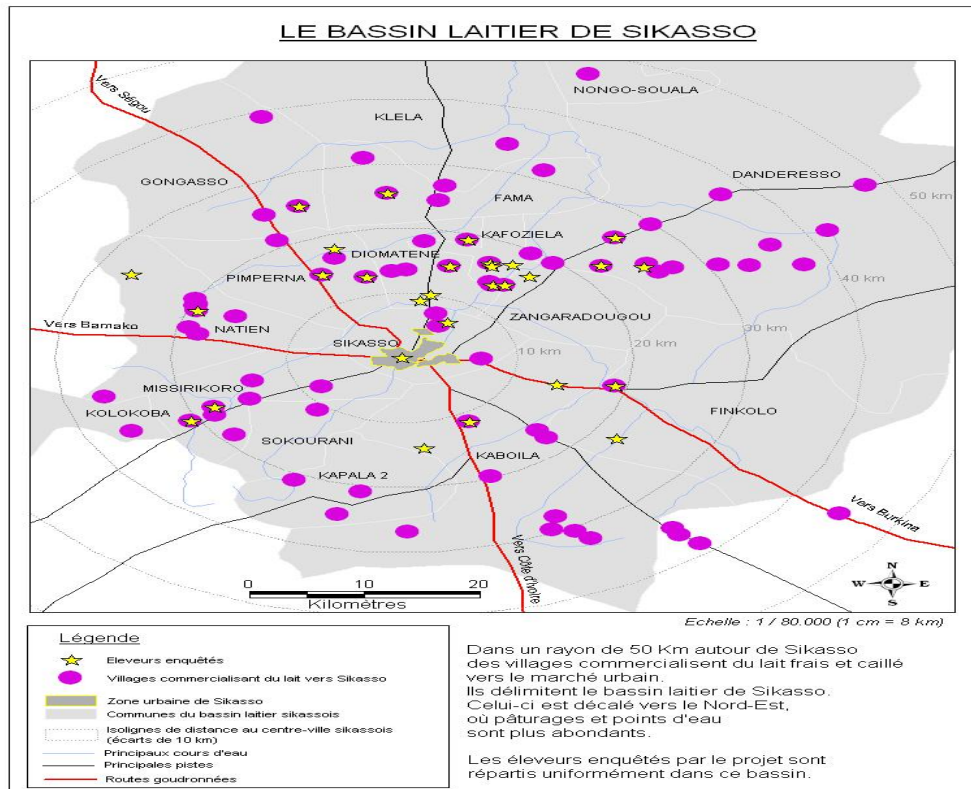 LE BASSIN LAITIER DE SIKASSO
Vers Ségou
NONGO-SOUALA
KLELA
GONGASSO
DANDERESSO
50 km
FAMA
KAFOZIELA
DIOMATENE
PIMPERNA
40 km
ZANGARADOUGOU
Vers Bamako
NATIEN
SIKASSO
30 km
10 km
20 km
MISSIRIKORO
KOLOKOBA
FINKOLO
SOKOURANI
KABOILA
KAPALA 2
Vers Burkina
Vers Côte d'Ivoire
0 10 20
Kilomètres
N
W E
S
Echelle : 1 / 80.000 (1 cm = 8 km)
Légende
Eleveurs enquêtés
Villages commercialisant du lait vers Sikasso
Zone urbaine de Sikasso
Communes du bassin laitier sikassois
Isolignes de distance au centre-ville sikassois
(écarts de 10 km)
Principaux cours d'eau
Principales pistes
Routes goudronnées
Dans un rayon de 50 Km autour de Sikasso
des villages commercialisent du lait frais et caillé
vers le marché urbain.
Ils délimitent le bassin laitier de Sikasso.
Celui-ci est décalé vers le Nord-Est,
où pâturages et points d'eau
sont plus abondants.
Les éleveurs enquêtés par le projet sont
répartis uniformément dans ce bassin.